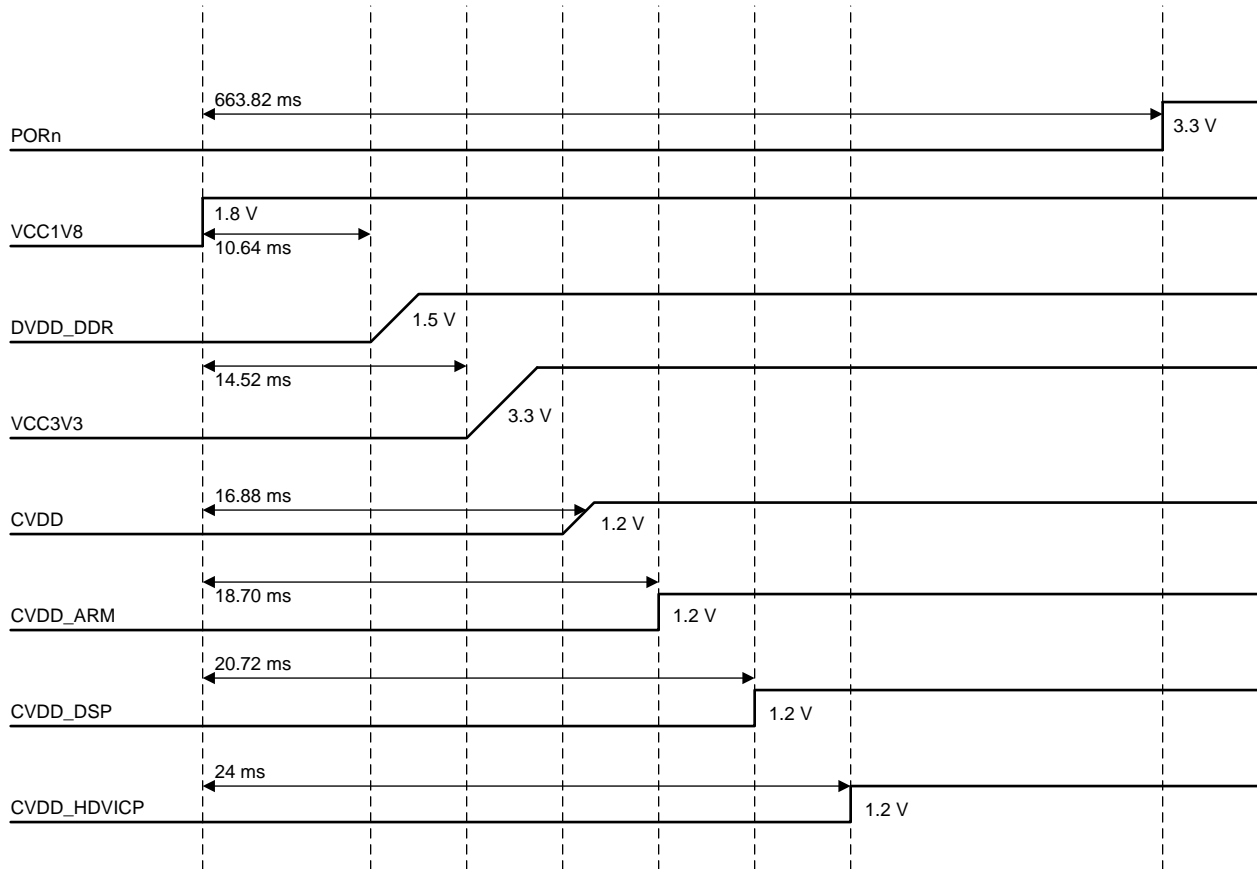 663.82 ms
3.3 V
PORn
1.8 V
VCC1V8
10.64 ms
1.5 V
DVDD_DDR
14.52 ms
3.3 V
VCC3V3
16.88 ms
CVDD
1.2 V
18.70 ms
CVDD_ARM
1.2 V
20.72 ms
CVDD_DSP
1.2 V
24 ms
CVDD_HDVICP
1.2 V